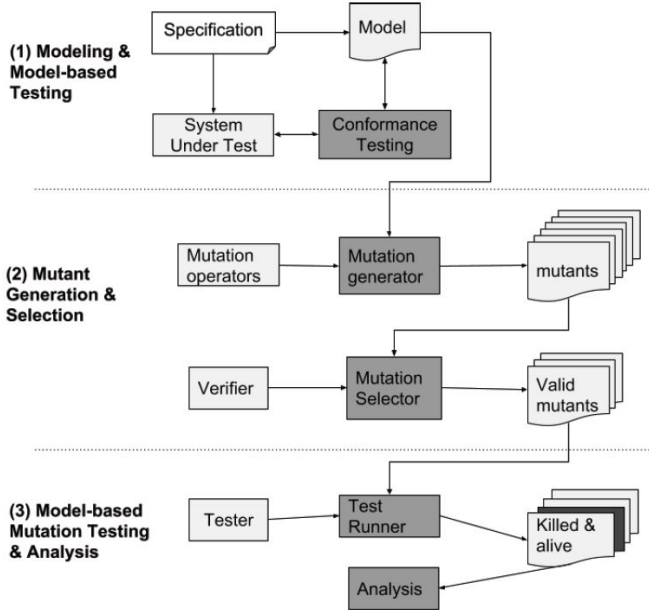 (1) Modeling &
Model-based
Testing
Specification
Model
System
Under Test
Conformance
Testing
(2) Mutant
Generation &
Selection
Mutation
operators
Mutation
generator
mutants
Verifier
Mutation
Selector
Valid
mutants
(3) Model-based
Mutation Testing
& Analysis
Tester
Test
Runner
Killed &
alive
Analysis